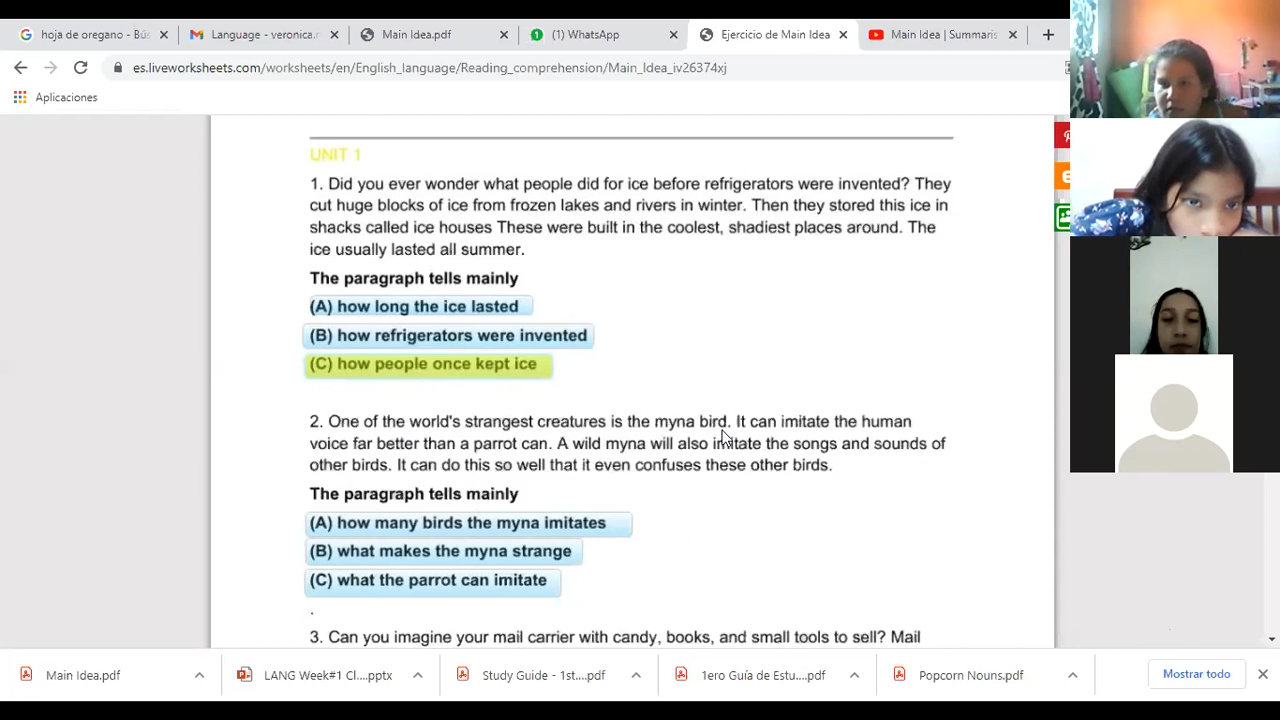 hoja de oregano - Bús
Language - veronica.r
Main Idea.pdf
(1) WhatsApp
Ejercicio de Main Idea
Main Idea | Summaris
es.liveworksheets.com/worksheets/en/English_language/Reading_comprehension/Main_Idea_iv26374xj
Aplicaciones
UNIT 1
1. Did you ever wonder what people did for ice before refrigerators were invented? They
cut huge blocks of ice from frozen lakes and rivers in winter. Then they stored this ice in
shacks called ice houses These were built in the coolest, shadiest places around. The
ice usually lasted all summer.
The paragraph tells mainly
(A) how long the ice lasted
(B) how refrigerators were invented
(C) how people once kept ice
2. One of the world's strangest creatures is the myna bird. It can imitate the human
voice far better than a parrot can. A wild myna will also imitate the songs and sounds of
other birds. It can do this so well that it even confuses these other birds.
The paragraph tells mainly
(A) how many birds the myna imitates
(B) what makes the myna strange
(C) what the parrot can imitate
.
3. Can you imagine your mail carrier with candy, books, and small tools to sell? Mail
Main Idea.pdf
LANG Week#1 Cl....pptx
Study Guide - 1st....pdf
1ero Guía de Estu....pdf
Popcorn Nouns.pdf
Mostrar todo